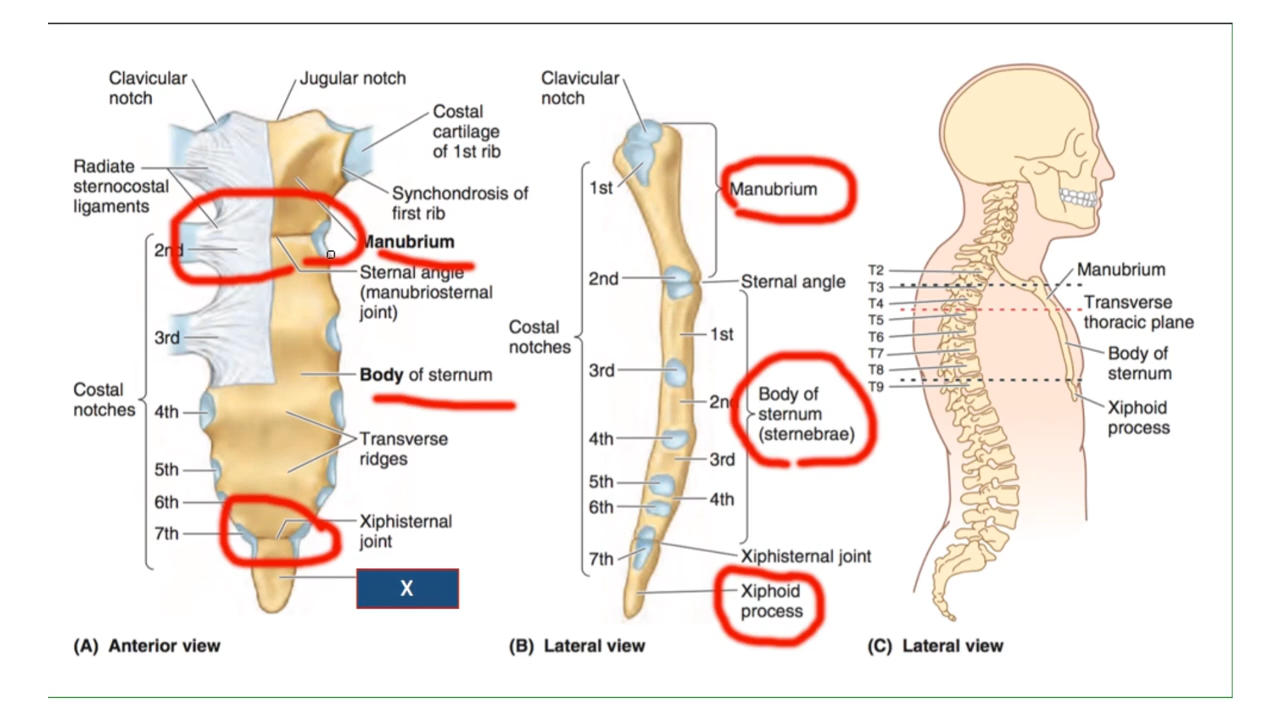 Clavicular
notch
Jugular notch
Costal
cartilage
of 1st rib
Radiate
sternocostal
ligaments
Synchondrosis of
first rib
Manubrium
2nd
Sternal angle
(manubriosternal
joint)
3rd
Body of sternum
Costal
notches
4th
Transverse
ridges
5th
6th
7th
Xiphisternal
joint
X
(A) Anterior view
Clavicular
notch
1st
Manubrium
2nd
Sternal angle
Costal
notches
1st
3rd
2nd
Body of
sternum
(sternebrae)
4th
3rd
5th
4th
6th
7th
Xiphisternal joint
Xiphoid
process
(B) Lateral view
T2
T3
T4
T5
T6
T7
T8
T9
Manubrium
Transverse
thoracic plane
Body of
sternum
Xiphoid
process
(C) Lateral view